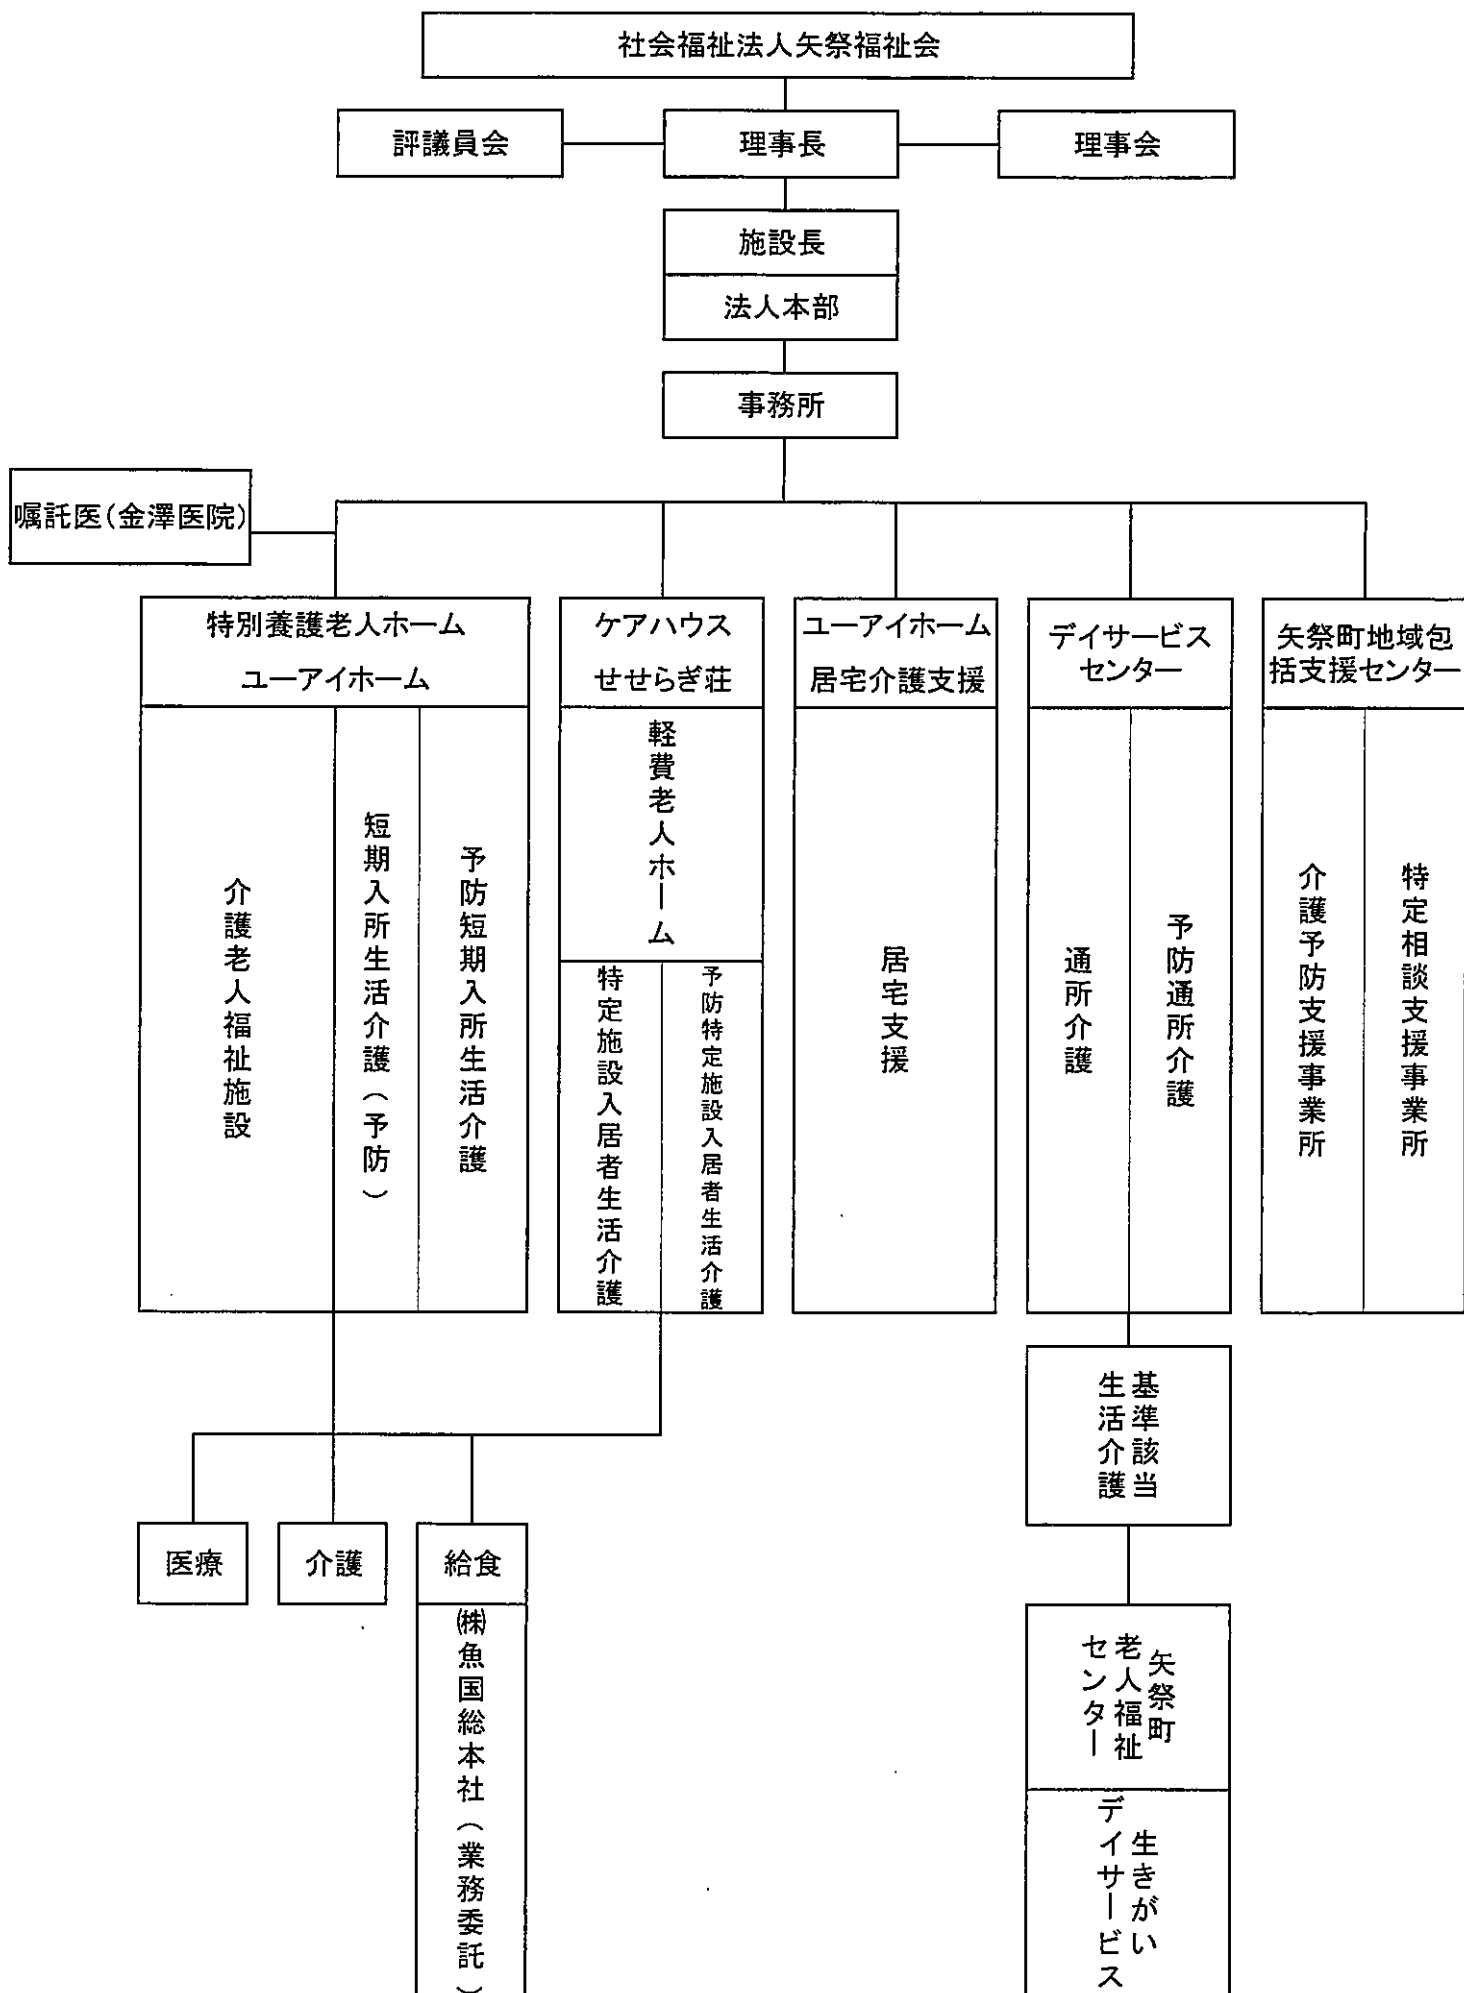 社会福祉法人矢祭福祉会
評議員会
理事長
理事会
施設長
法人本部
事務所
嘱託医(金澤医院)
特別養護老人ホーム
ユーアイホーム
介護老人福祉施設
短期入所生活介護(予防)
予防短期入所生活介護
ケアハウス
せせらぎ荘
軽費老人ホーム
特定施設入居者生活介護
予防特定施設入居者生活介護
ユーアイホーム
居宅介護支援
居宅支援
デイサービス
センター
通所介護
予防通所介護
矢祭町地域包
括支援センター
介護予防支援事業所
特定相談支援事業所
基準該当
生活介護
医療
介護
給食
㈱魚国総本社(業務委託)
矢祭町
老人福祉
センター
生きがい
デイサービス